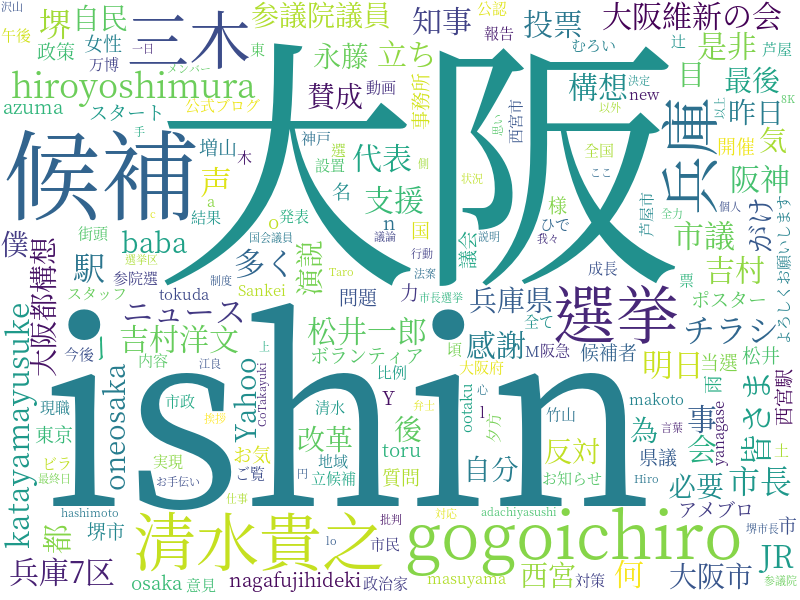 沢山
自民
参議院議員
知事
公認
報告
投票
むろい
辻
芦屋
大阪維新の会
午後
堺
三木
一日
東
政策
女性
永藤
立ち
是非
万博
メンバー
構想
目
最後
決定
8K
hiroyoshimura
賛成
動画
事務所
new
以上
azuma
スタート
公式ブログ
大阪
思い
西宮市
以外
昨日
候補
手
増山
神戸
選
木
代表
側
開催
気
兵庫
設置
声
a
名
支援
様
全国
ここ
阪神
がけ
結果
発表
o
n
国
状況
芦屋市
全力
個人
街頭
baba
国会議員
議論
議会
ひで
市議
僕
駅
参院選
選挙区
c
多く
演説
行動
説明
我々
票
吉村
よろしくお願いします
大阪都構想
制度
Taro
法案
成長
スタッフ
ニュース
tokuda
Sankei
問題
力
市長選挙
兵庫県
選挙
ポスター
チラシ
katayamayusuke
吉村洋文
松井一郎
全て
感謝
ishin
今後
内容
oneosaka
Yahoo
江良
上
CoTakayuki
ボランティア
頃
M阪急
候補者
明日
当選
雨
松井
皆さま
西宮駅
比例
大阪府
現職
市政
挨拶
清水
Y
心
ootaku
夕方
l
竹山
makoto
事
yanagase
言葉
東京
改革
後
為
会
ビラ
最終日
実現
お気
地域
toru
弁士
反対
県議
土
都
お手伝い
ご覧
立候補
円
質問
自分
お知らせ
必要
市長
hashimoto
堺市
仕事
清水貴之
市民
批判
対応
lo
adachiyasushi
gogoichiro
Hiro
アメブロ
堺市長
市
JR
参議院
兵庫7区
osaka
意見
nagafujihideki
政治家
masuyama
西宮
対策
何
大阪市